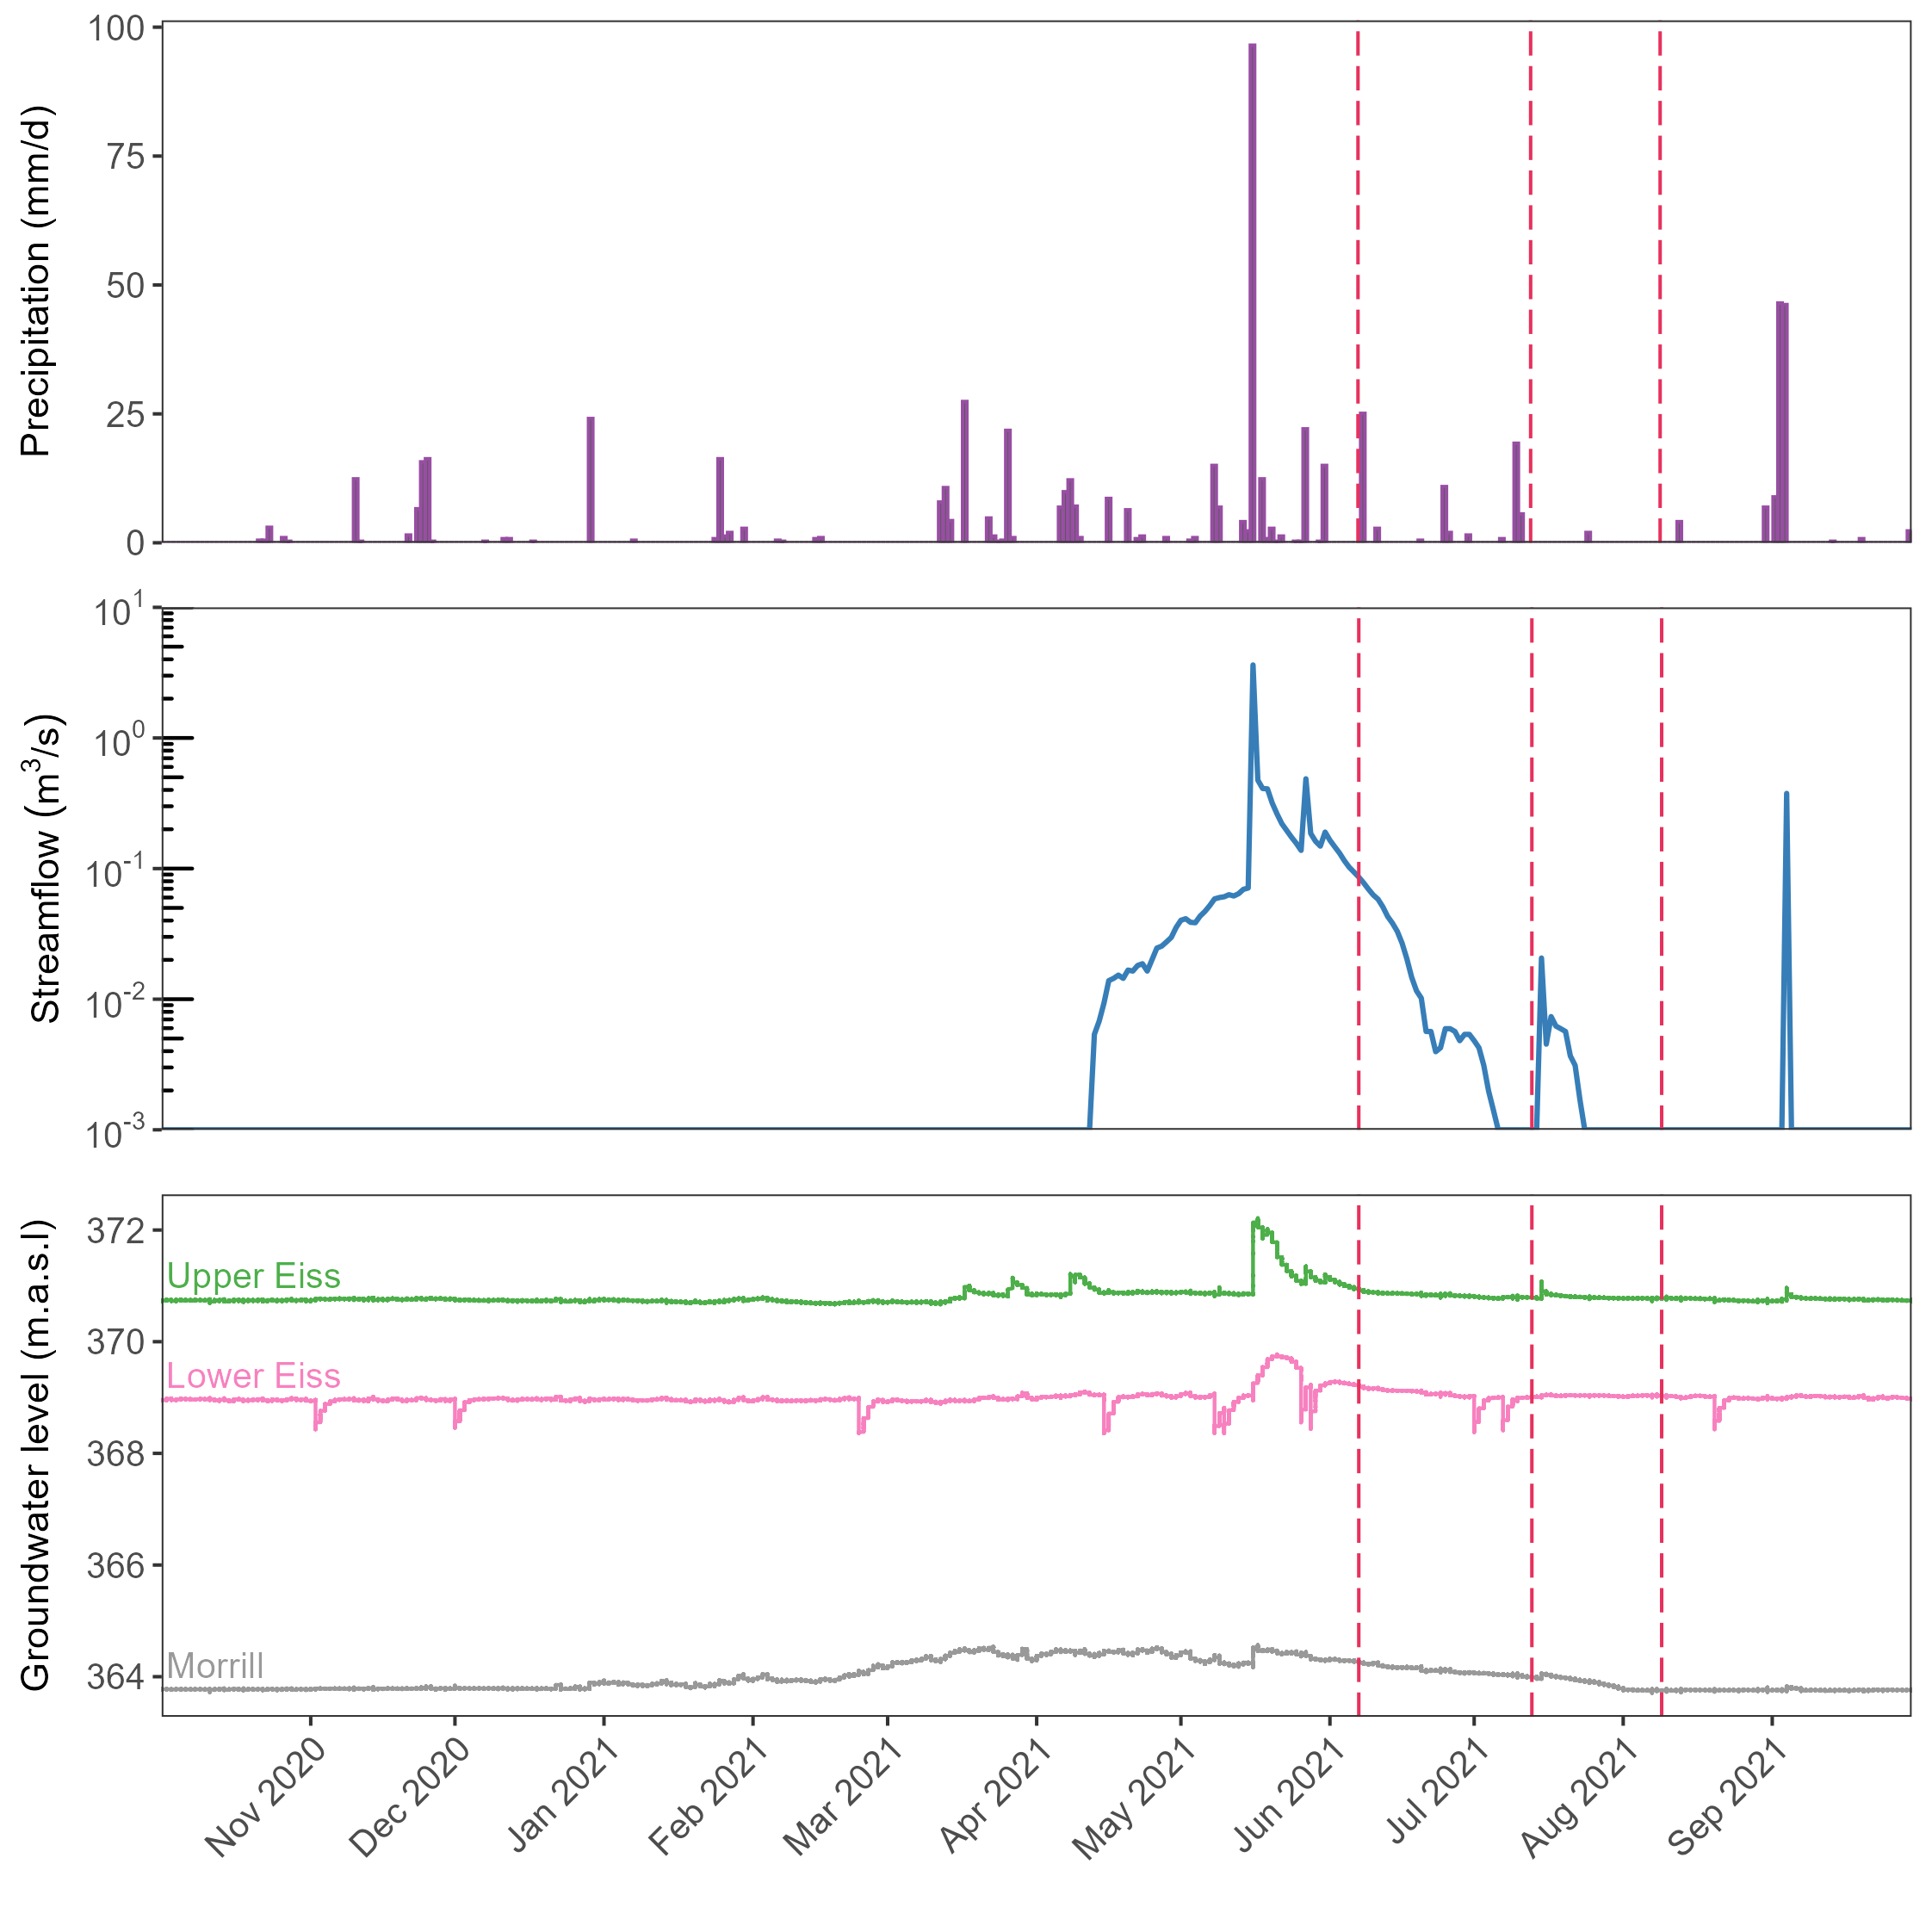 Precipitation (mm/d)
100
75
50
25
0
Streamflow (m³/s)
10¹
10⁰
10⁻¹
10⁻²
10⁻³
Groundwater level (m.a.s.l)
372
370
368
366
364
Upper Eiss
Lower Eiss
Morrill
Nov 2020
Dec 2020
Jan 2021
Feb 2021
Mar 2021
Apr 2021
May 2021
Jun 2021
Jul 2021
Aug 2021
Sep 2021